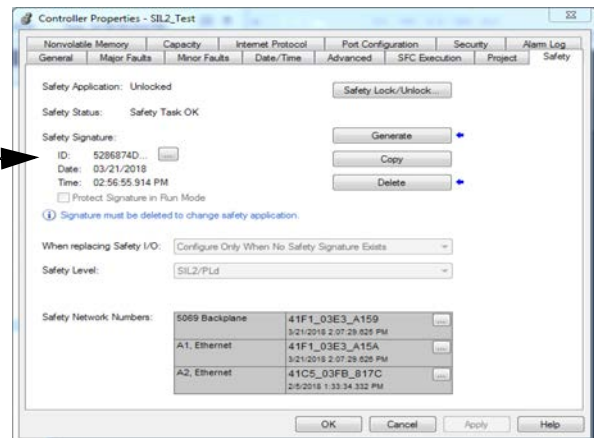 Controller Properties - SIL2_Test
Nonvolatile Memory Capacity Internet Protocol Port Configuration Security Alarm Log
General Major Faults Minor Faults Date/Time Advanced SFC Execution Project Safety
Safety Application: Unlocked
Safety Lock/Unlock...
Safety Status: Safety Task OK
Safety Signature:
Generate
ID: 5286874D... ...
Copy
Date: 03/21/2018
Time: 02:56:55.914 PM
Delete
Protect Signature in Run Mode
Signature must be deleted to change safety application.
When replacing Safety I/O: Configure Only When No Safety Signature Exists
Safety Level: SIL2/PLd
Safety Network Numbers: 5069 Backplane 41F1_03E3_A159 ...
3/21/2018 2:07:29.626 PM
A1, Ethernet 41F1_03E3_A15A ...
3/21/2018 2:07:29.626 PM
A2, Ethernet 41C5_03FB_817C ...
2/5/2018 1:33:34.332 PM
OK Cancel Apply Help